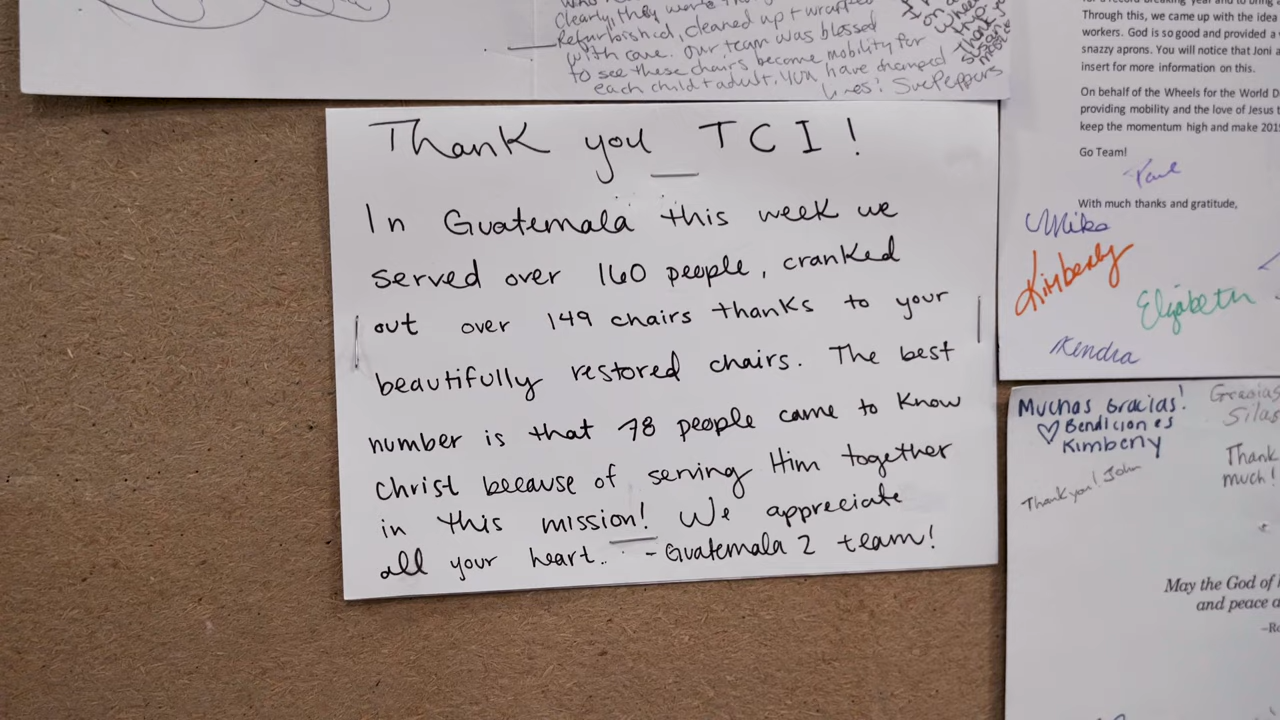 Clearly, they
Refurbished, cleaned up + wrapped
with care. Our team was blessed
to see these chairs become mobility for
each child + adult. You have changed
lives! Sue Peppers
Thank you TCI!
In Guatemala this week we
served over 160 people, cranked
out over 149 chairs thanks to your
beautifully restored chairs. The best
number is that 78 people came to know
Christ because of serving Him together
in this mission! We appreciate
all your heart. - Guatemala 2 team!
Through this, we came up with the idea
workers. God is so good and provided a
snazzy aprons. You will notice that Joni a
insert for more information on this.
On behalf of the Wheels for the World D
providing mobility and the love of Jesus t
keep the momentum high and make 201
Go Team!
Paul
With much thanks and gratitude,
Mike
Kimberly
Elizabeth
Kendra
Muchas Gracias!
Bendiciones
Kimberly
Thank you! John
Gracias
Silas
Thank
much!
May the God of
and peace a